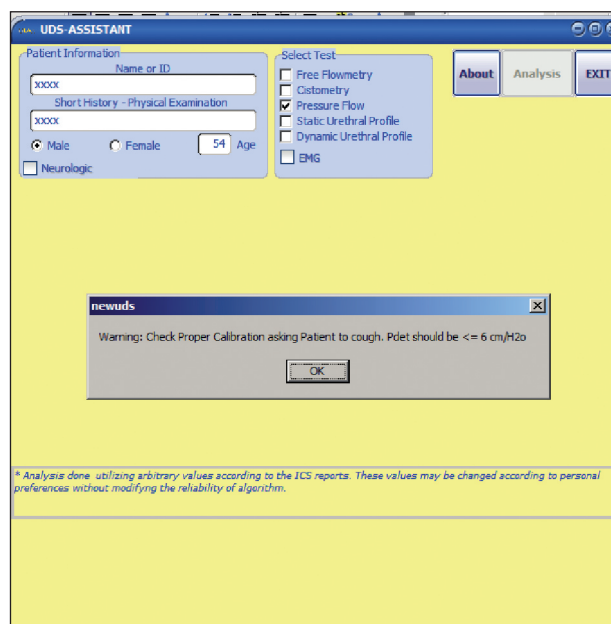 UDS-ASSISTANT
Patient Information
Name or ID
xxxx
Short History - Physical Examination
xxxx
Male
Female
54 Age
Neurologic
Select Test
Free Flowmetry
Cistometry
Pressure Flow
Static Urethral Profile
Dynamic Urethral Profile
EMG
About
Analysis
EXIT
newuds
Warning: Check Proper Calibration asking Patient to cough. Pdet should be <= 6 cm/H2o
OK
* Analysis done utilizing arbitrary values according to the ICS reports. These values may be changed according to personal
preferences without modifyng the reliability of algorithm.